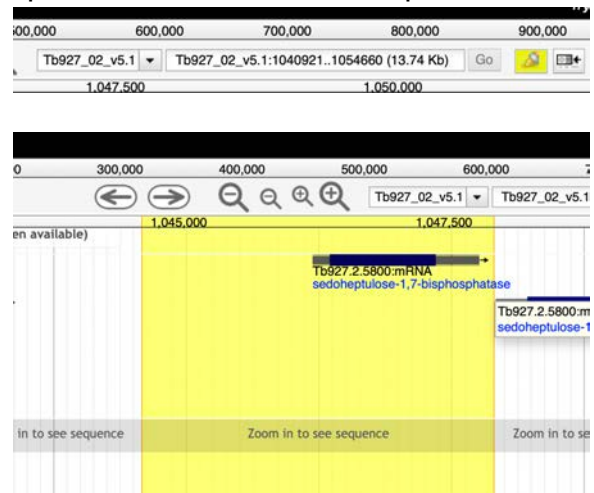 600,000 700,000 800,000 900,000
Tb927_02_v5.1 Tb927_02_v5.1:1040921..1054660 (13.74 Kb) Go
1,047,500 1,050,000
0 300,000 400,000 500,000 600,000 7
Tb927_02_v5.1 Tb927_02_v5.1
1,045,000 1,047,500
en available)
Tb927.2.5800:mRNA
sedoheptulose-1,7-bisphosphatase
Tb927.2.5800:m
sedoheptulose-1
in to see sequence Zoom in to see sequence Zoom in to se